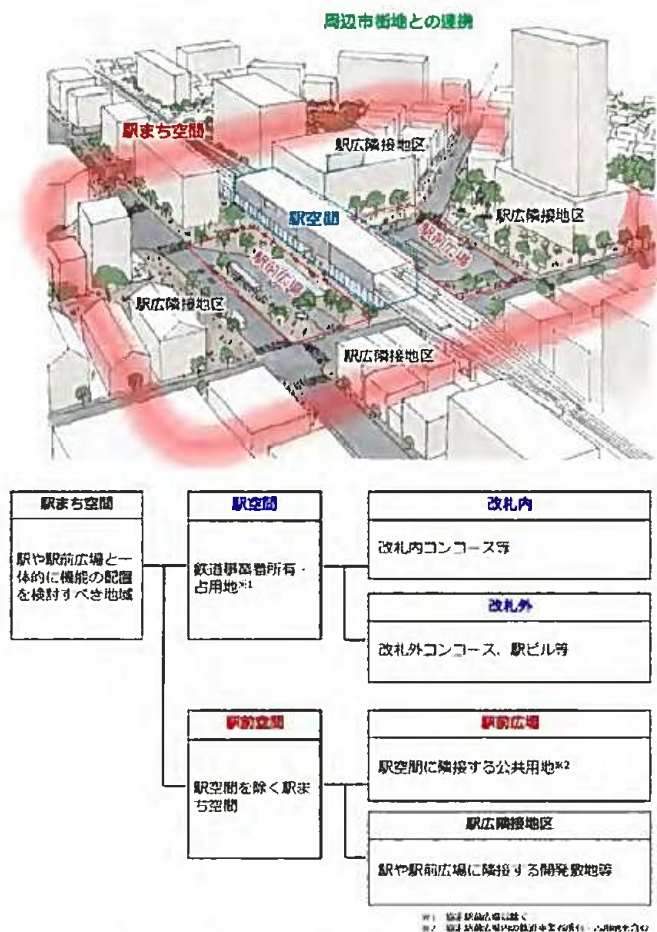 周辺市街地との連携
駅まち空間
駅広隣接地区
駅空間
駅広隣接地区
駅前広場
駅前広場
駅広隣接地区
駅広隣接地区
駅まち空間
駅や駅前広場と一
体的に機能の配置
を検討すべき地域
駅空間
鉄道事業者所有・
占用地※1
改札内
改札内コンコース等
改札外
改札外コンコース、駅ビル等
駅前空間
駅空間を除く駅ま
ち空間
駅前広場
駅空間に隣接する公共用地※2
駅広隣接地区
駅や駅前広場に隣接する開発敷地等